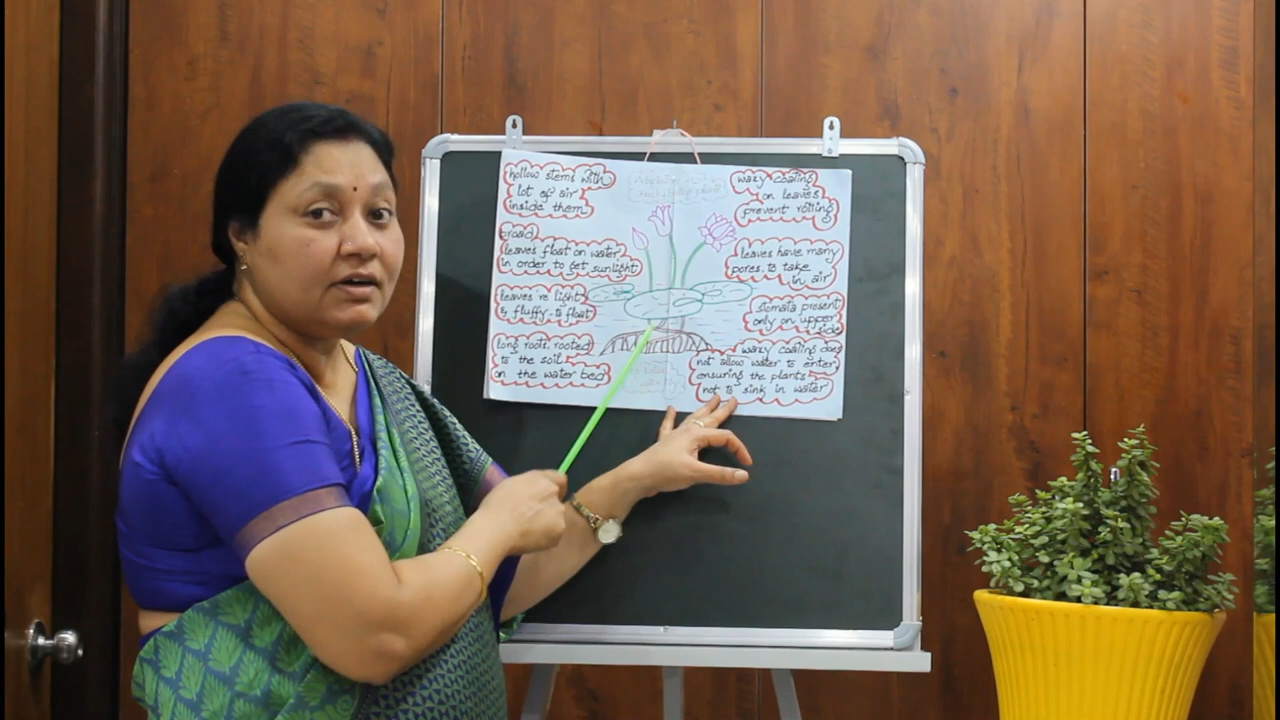 hollow stems with
lot of air
inside them
broad
leaves float on water
in order to get sunlight
leaves re light
& fluffy to float
long roots, rooted
to the soil
on the water bed
waxy coating
on leaves
prevent rotting
leaves have many
pores to take
in air
stomata present
only on upper
side
waxy coating does
not allow water to enter
ensuring the plants
not to sink in water